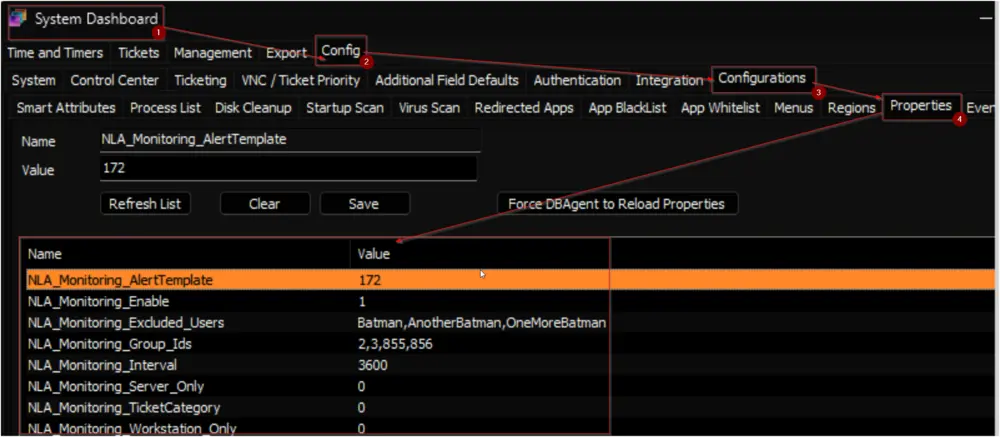 System Dashboard 1
Time and Timers Tickets Management Export Config 2
System Control Center Ticketing VNC / Ticket Priority Additional Field Defaults Authentication Integration Configurations 3
Smart Attributes Process List Disk Cleanup Startup Scan Virus Scan Redirected Apps App BlackList App Whitelist Menus Regions Properties 4 Even
Name NLA_Monitoring_AlertTemplate
Value 172
Refresh List Clear Save Force DBAgent to Reload Properties
Name Value
NLA_Monitoring_AlertTemplate 172
NLA_Monitoring_Enable 1
NLA_Monitoring_Excluded_Users Batman,AnotherBatman,OneMoreBatman
NLA_Monitoring_Group_Ids 2,3,855,856
NLA_Monitoring_Interval 3600
NLA_Monitoring_Server_Only 0
NLA_Monitoring_TicketCategory 0
NLA_Monitoring_Workstation_Only 0